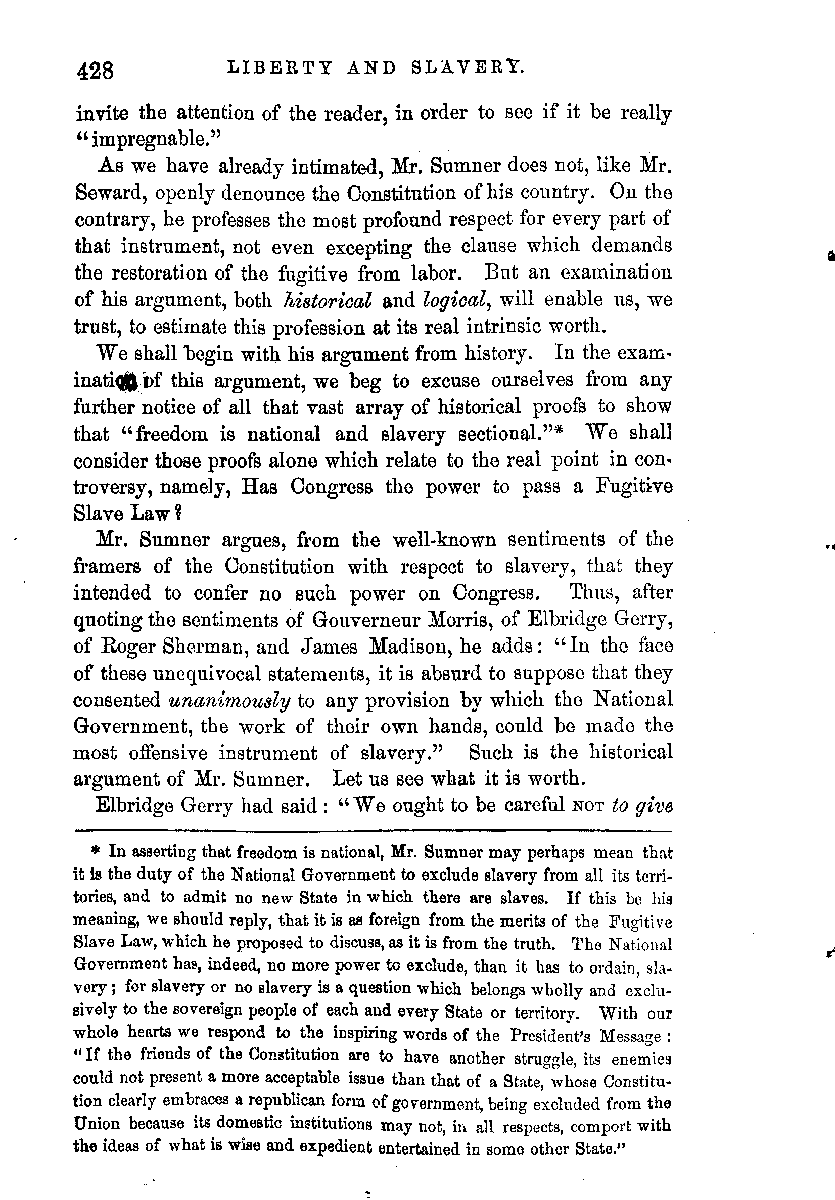 428 LIBERTY AND SLAVERY.
invite the attention of the reader, in order to see if it be really
"impregnable."
As we have already intimated, Mr. Sumner does not, like Mr.
Seward, openly denounce the Constitution of his country. On the
contrary, he professes the most profound respect for every part of
that instrument, not even excepting the clause which demands
the restoration of the fugitive from labor. But an examination
of his argument, both historical and logical, will enable us, we
trust, to estimate this profession at its real intrinsic worth.
We shall begin with his argument from history. In the exam-
ination of this argument, we beg to excuse ourselves from any
further notice of all that vast array of historical proofs to show
that "freedom is national and slavery sectional."* We shall
consider those proofs alone which relate to the real point in con-
troversy, namely, Has Congress the power to pass a Fugitive
Slave Law?
Mr. Sumner argues, from the well-known sentiments of the
framers of the Constitution with respect to slavery, that they
intended to confer no such power on Congress. Thus, after
quoting the sentiments of Gouverneur Morris, of Elbridge Gerry,
of Roger Sherman, and James Madison, he adds: "In the face
of these unequivocal statements, it is absurd to suppose that they
consented unanimously to any provision by which the National
Government, the work of their own hands, could be made the
most offensive instrument of slavery." Such is the historical
argument of Mr. Sumner. Let us see what it is worth.
Elbridge Gerry had said: "We ought to be careful NOT to give
* In asserting that freedom is national, Mr. Sumner may perhaps mean that
it is the duty of the National Government to exclude slavery from all its terri-
tories, and to admit no new State in which there are slaves. If this be his
meaning, we should reply, that it is as foreign from the merits of the Fugitive
Slave Law, which he proposed to discuss, as it is from the truth. The National
Government has, indeed, no more power to exclude, than it has to ordain, sla-
very; for slavery or no slavery is a question which belongs wholly and exclu-
sively to the sovereign people of each and every State or territory. With our
whole hearts we respond to the inspiring words of the President's Message:
"If the friends of the Constitution are to have another struggle, its enemies
could not present a more acceptable issue than that of a State, whose Constitu-
tion clearly embraces a republican form of government, being excluded from the
Union because its domestic institutions may not, in all respects, comport with
the ideas of what is wise and expedient entertained in some other State."